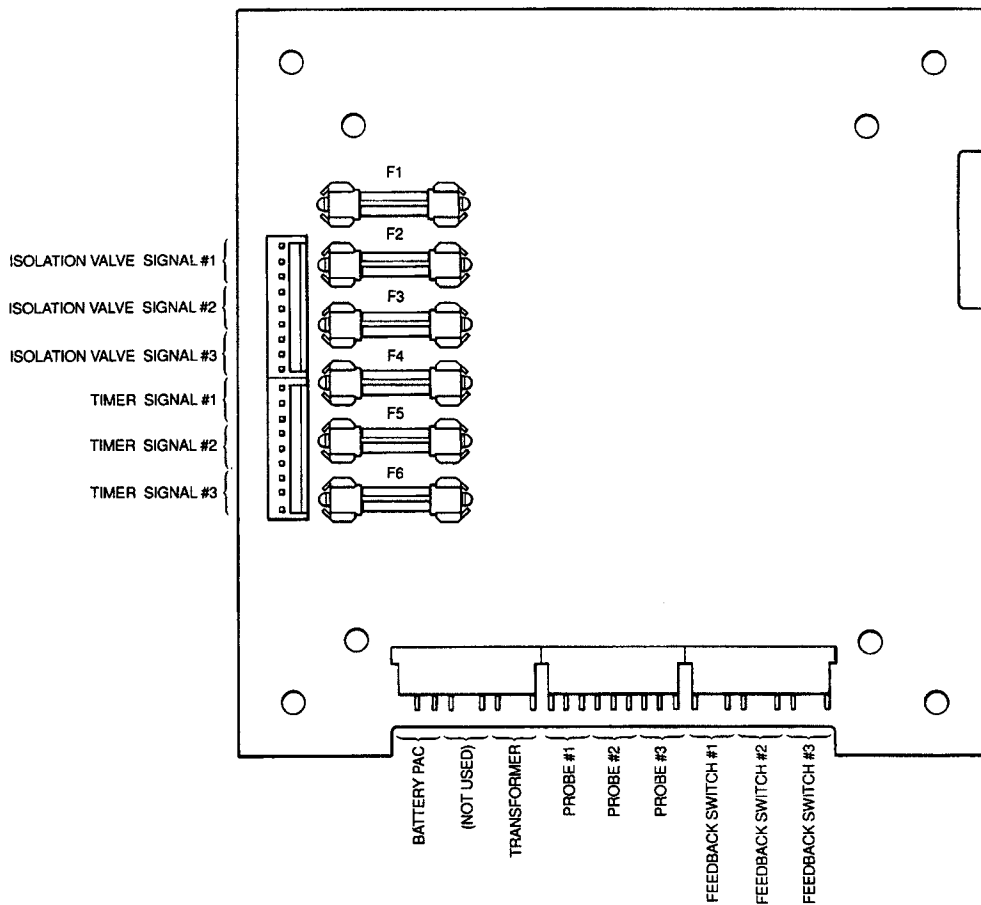 F1
F2
F3
F4
F5
F6
ISOLATION VALVE SIGNAL #1
ISOLATION VALVE SIGNAL #2
ISOLATION VALVE SIGNAL #3
TIMER SIGNAL #1
TIMER SIGNAL #2
TIMER SIGNAL #3
BATTERY PAC
(NOT USED)
TRANSFORMER
PROBE #1
PROBE #2
PROBE #3
FEEDBACK SWITCH #1
FEEDBACK SWITCH #2
FEEDBACK SWITCH #3